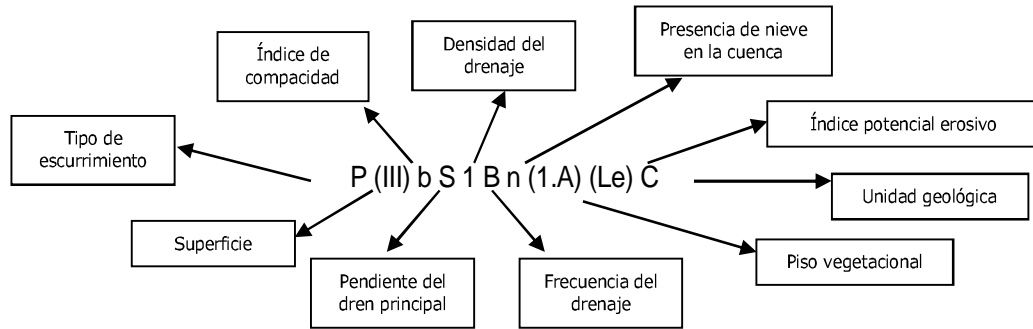 Presencia de nieve
en la cuenca
Densidad del
drenaje
Índice de
compacidad
Índice potencial erosivo
Tipo de
escurrimiento
P (III) b S 1 B n (1.A) (Le) C
Unidad geológica
Superficie
Piso vegetacional
Pendiente del
dren principal
Frecuencia del
drenaje